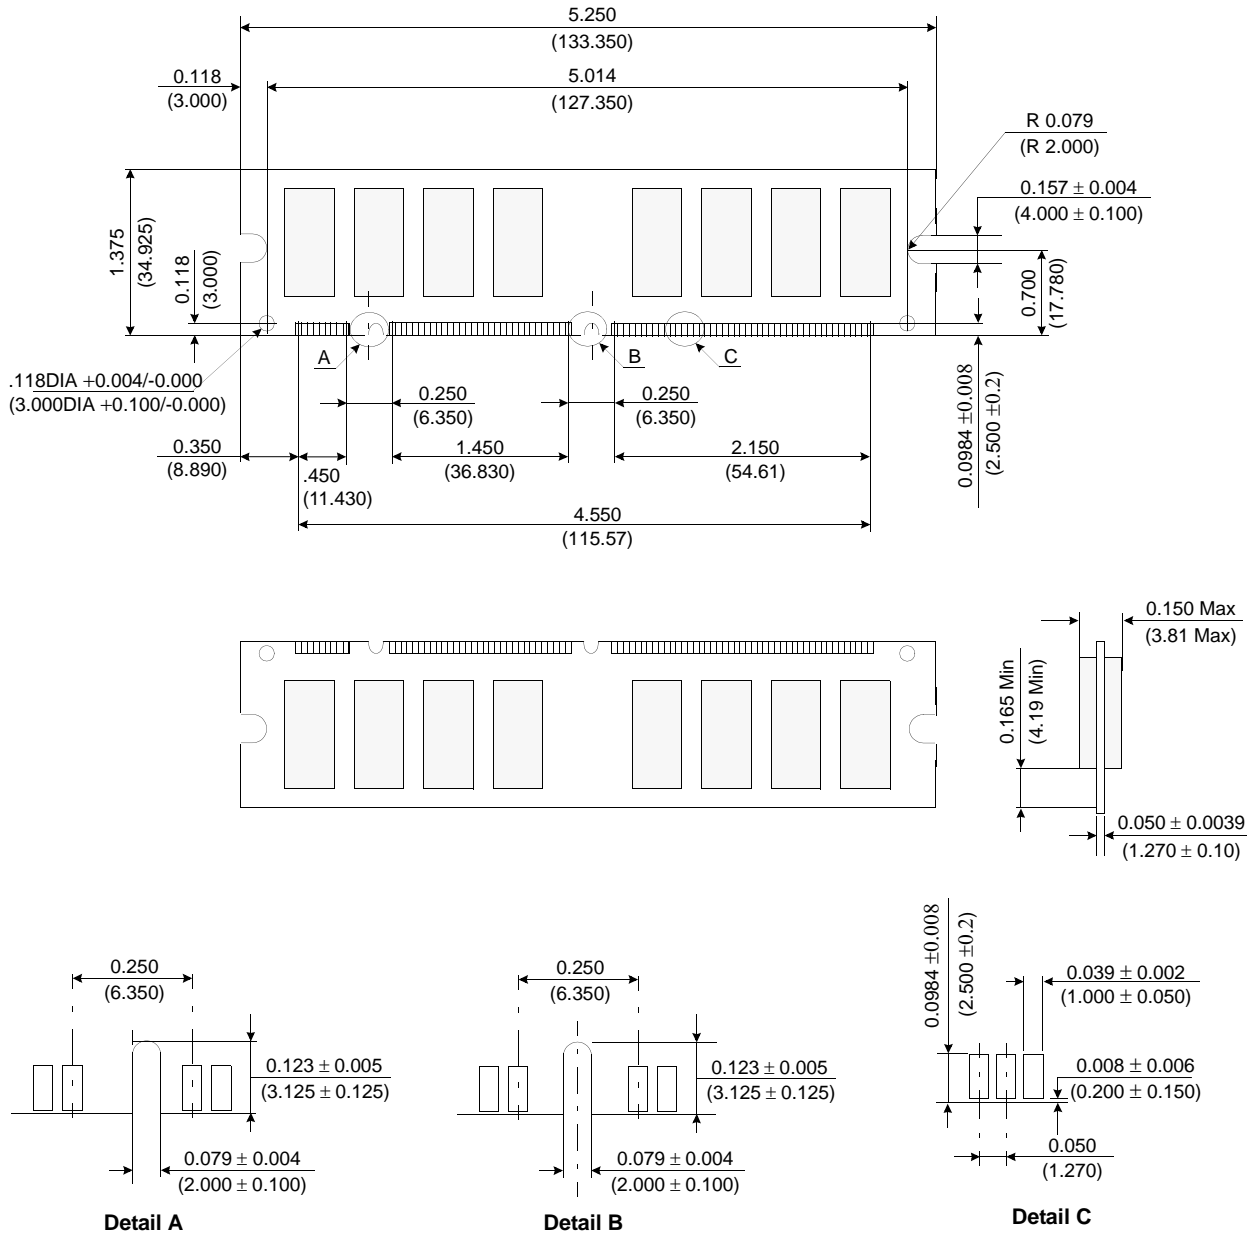 5.250
(133.350)
0.118
(3.000)
5.014
(127.350)
R 0.079
(R 2.000)
0.157 ± 0.004
(4.000 ± 0.100)
1.375
(34.925)
0.118
(3.000)
0.700
(17.780)
A
B
C
.118DIA +0.004/-0.000
(3.000DIA +0.100/-0.000)
0.250
(6.350)
0.250
(6.350)
0.0984 ±0.008
(2.500 ±0.2)
0.350
(8.890)
.450
(11.430)
1.450
(36.830)
2.150
(54.61)
4.550
(115.57)
0.150 Max
(3.81 Max)
0.165 Min
(4.19 Min)
0.050 ± 0.0039
(1.270 ± 0.10)
0.250
(6.350)
0.123 ± 0.005
(3.125 ± 0.125)
0.079 ± 0.004
(2.000 ± 0.100)
Detail A
0.250
(6.350)
0.123 ± 0.005
(3.125 ± 0.125)
0.079 ± 0.004
(2.000 ± 0.100)
Detail B
0.0984 ±0.008
(2.500 ±0.2)
0.039 ± 0.002
(1.000 ± 0.050)
0.008 ± 0.006
(0.200 ± 0.150)
0.050
(1.270)
Detail C